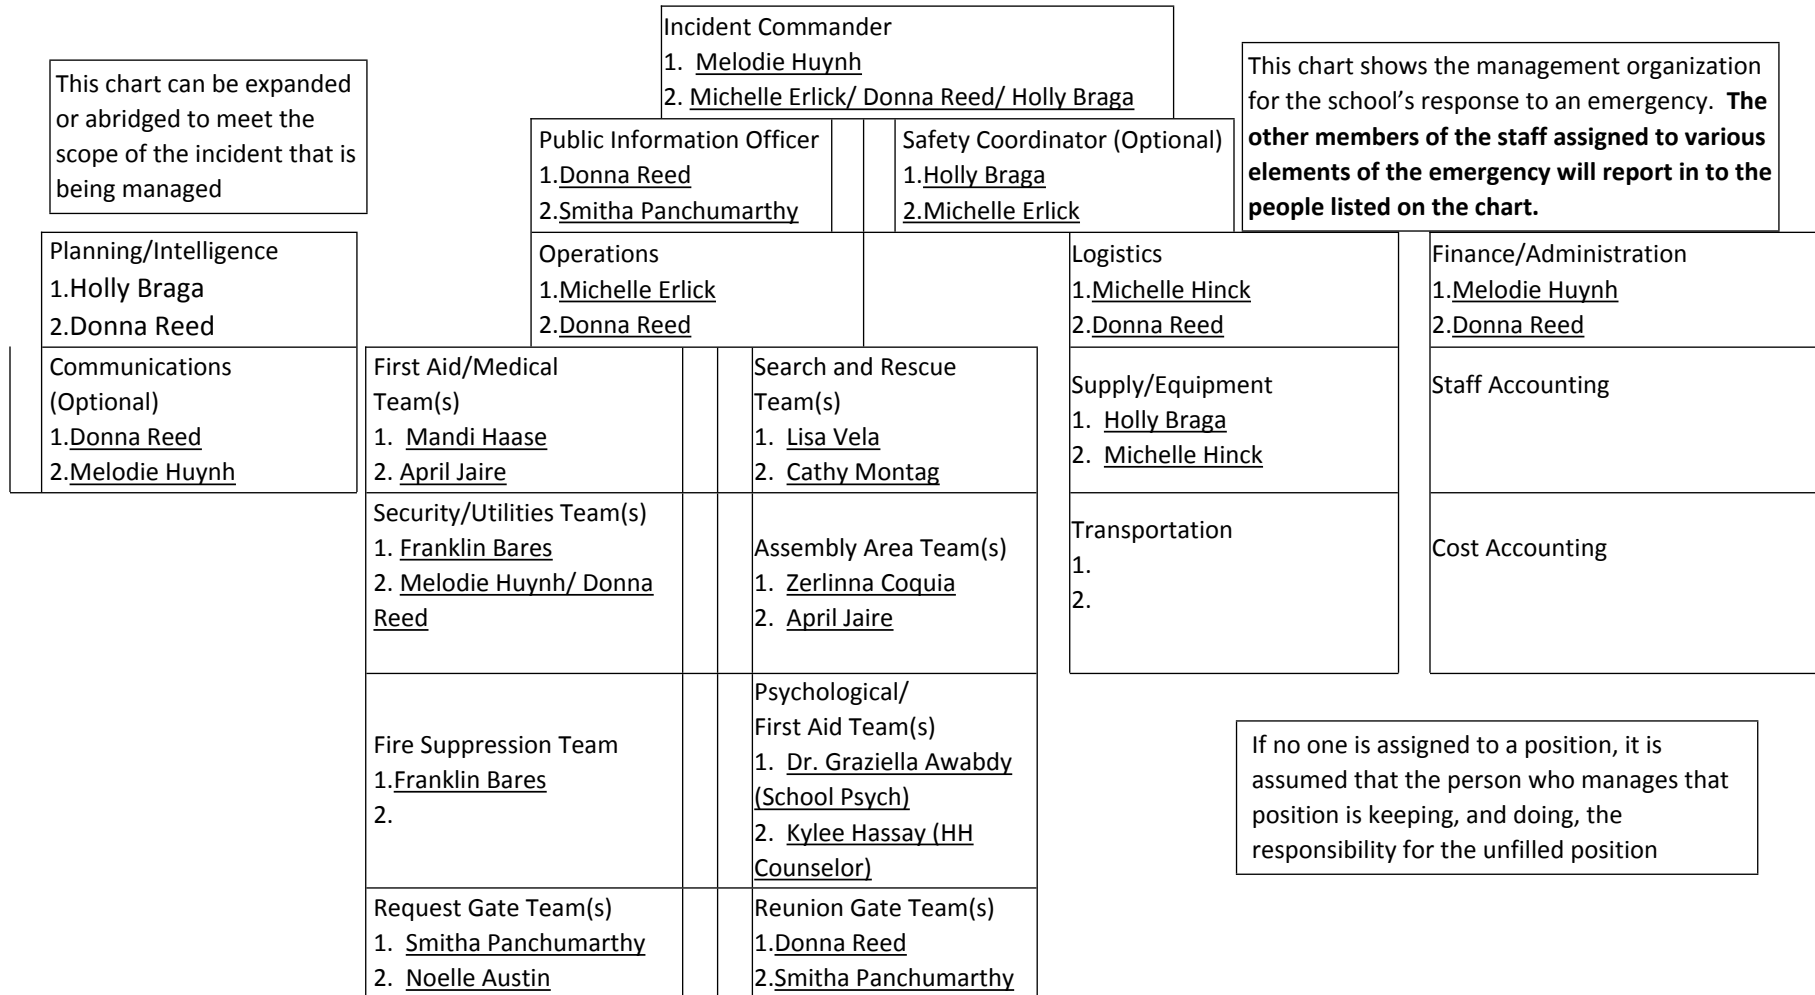 Incident Commander
1. Melodie Huynh
2. Michelle Erlick/ Donna Reed/ Holly Braga
This chart can be expanded
or abridged to meet the
scope of the incident that is
being managed
This chart shows the management organization
for the school’s response to an emergency. The
other members of the staff assigned to various
elements of the emergency will report in to the
people listed on the chart.
Public Information Officer
1.Donna Reed
2.Smitha Panchumarthy
Safety Coordinator (Optional)
1.Holly Braga
2.Michelle Erlick
Planning/Intelligence
1.Holly Braga
2.Donna Reed
Operations
1.Michelle Erlick
2.Donna Reed
Logistics
1.Michelle Hinck
2.Donna Reed
Finance/Administration
1.Melodie Huynh
2.Donna Reed
Communications
(Optional)
1.Donna Reed
2.Melodie Huynh
First Aid/Medical
Team(s)
1. Mandi Haase
2. April Jaire
Search and Rescue
Team(s)
1. Lisa Vela
2. Cathy Montag
Supply/Equipment
1. Holly Braga
2. Michelle Hinck
Staff Accounting
Security/Utilities Team(s)
1. Franklin Bares
2. Melodie Huynh/ Donna
Reed
Assembly Area Team(s)
1. Zerlinna Coquia
2. April Jaire
Transportation
1.
2.
Cost Accounting
Fire Suppression Team
1.Franklin Bares
2.
Psychological/
First Aid Team(s)
1. Dr. Graziella Awabdy
(School Psych)
2. Kylee Hassay (HH
Counselor)
If no one is assigned to a position, it is
assumed that the person who manages that
position is keeping, and doing, the
responsibility for the unfilled position
Request Gate Team(s)
1. Smitha Panchumarthy
2. Noelle Austin
Reunion Gate Team(s)
1.Donna Reed
2.Smitha Panchumarthy